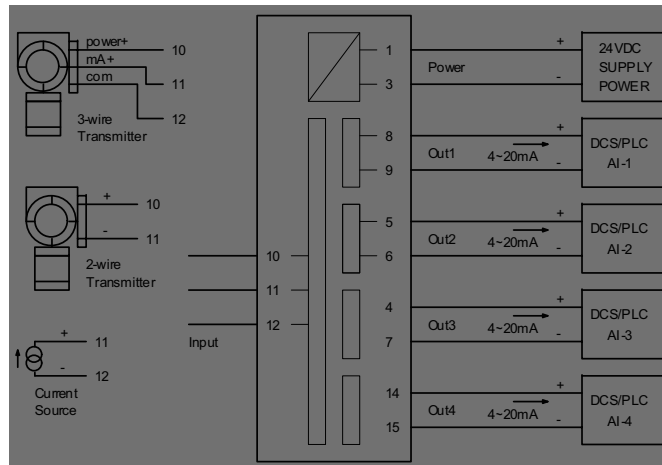 power+
10
mA+
com
11
12
3-wire
Transmitter
+
10
-
11
2-wire
Transmitter
+
11
-
12
Current
Source
10
11
12
Input
1
3
8
9
5
6
4
7
14
15
Power
+
-
24VDC
SUPPLY
POWER
Out1
4~20mA
+
-
DCS/PLC
AI-1
Out2
4~20mA
+
-
DCS/PLC
AI-2
Out3
4~20mA
+
-
DCS/PLC
AI-3
Out4
4~20mA
+
-
DCS/PLC
AI-4